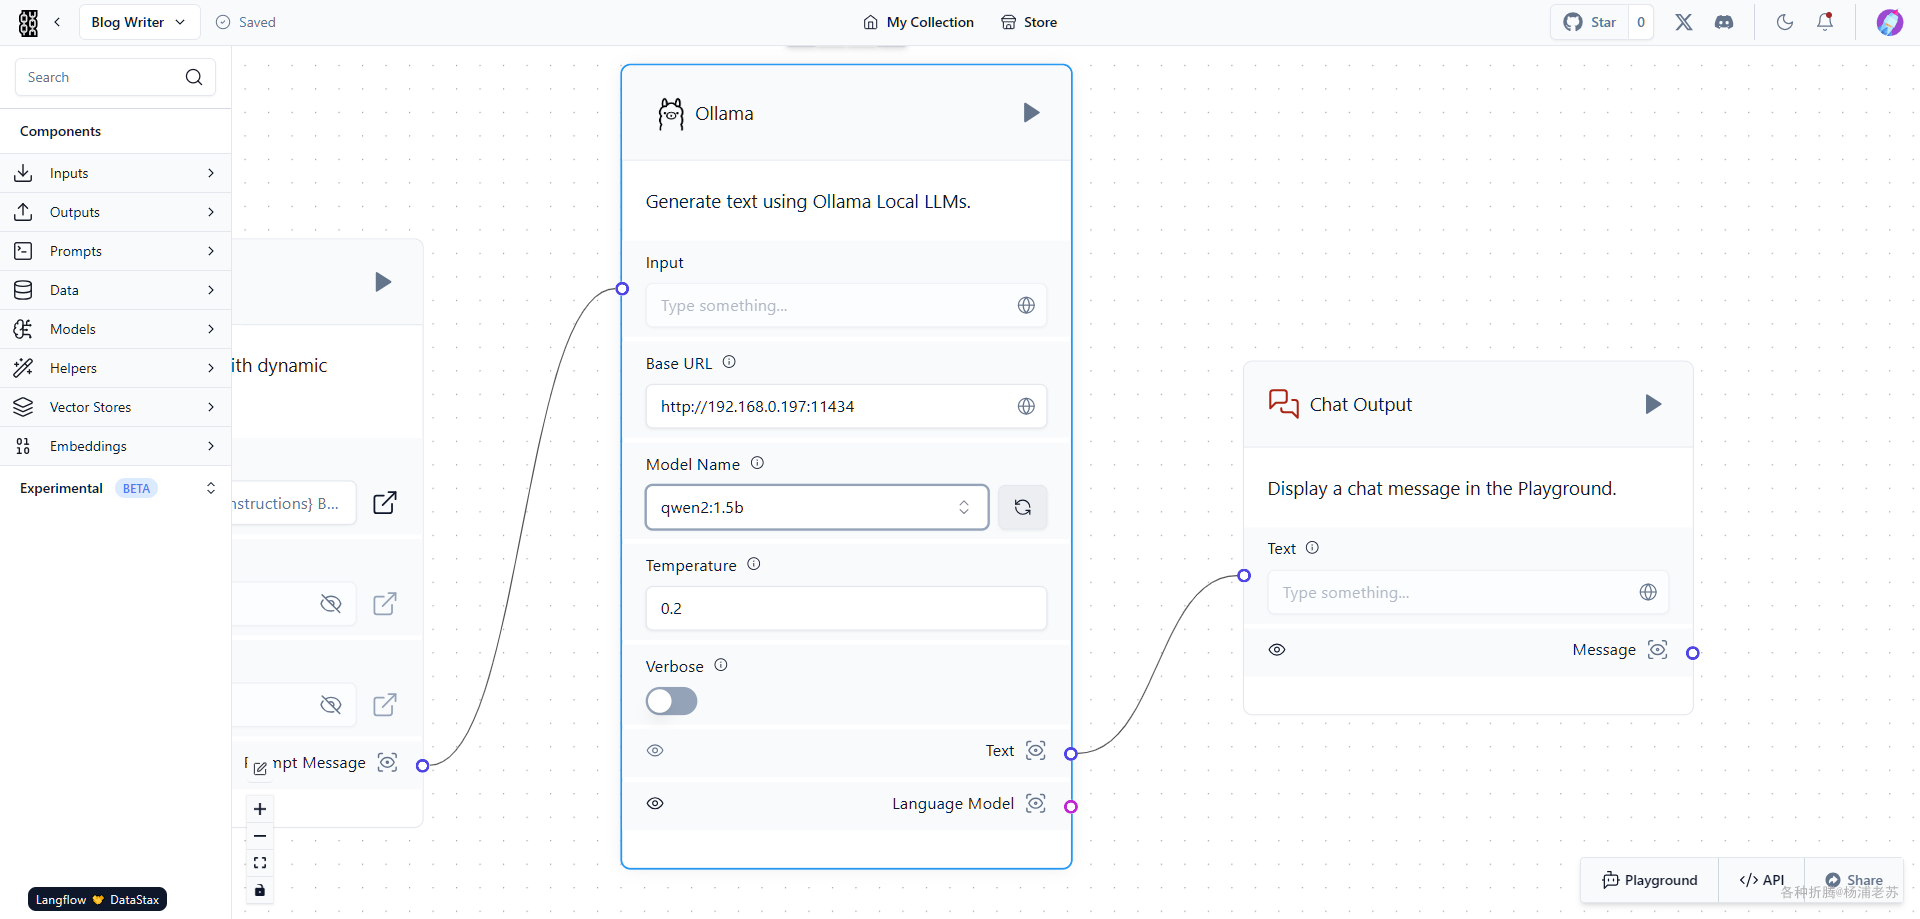 Blog Writer
Saved
My Collection
Store
Star
0
Search
Components
Inputs
Outputs
Prompts
Data
Models
Helpers
Vector Stores
Embeddings
Experimental BETA
Langflow DataStax
ith dynamic
nstructions} B...
mpt Message
Ollama
Generate text using Ollama Local LLMs.
Input
Type something...
Base URL
http://192.168.0.197:11434
Model Name
qwen2:1.5b
Temperature
0.2
Verbose
Text
Language Model
Chat Output
Display a chat message in the Playground.
Text
Type something...
Message
Playground
API
Share
各种折腾@杨浦老苏